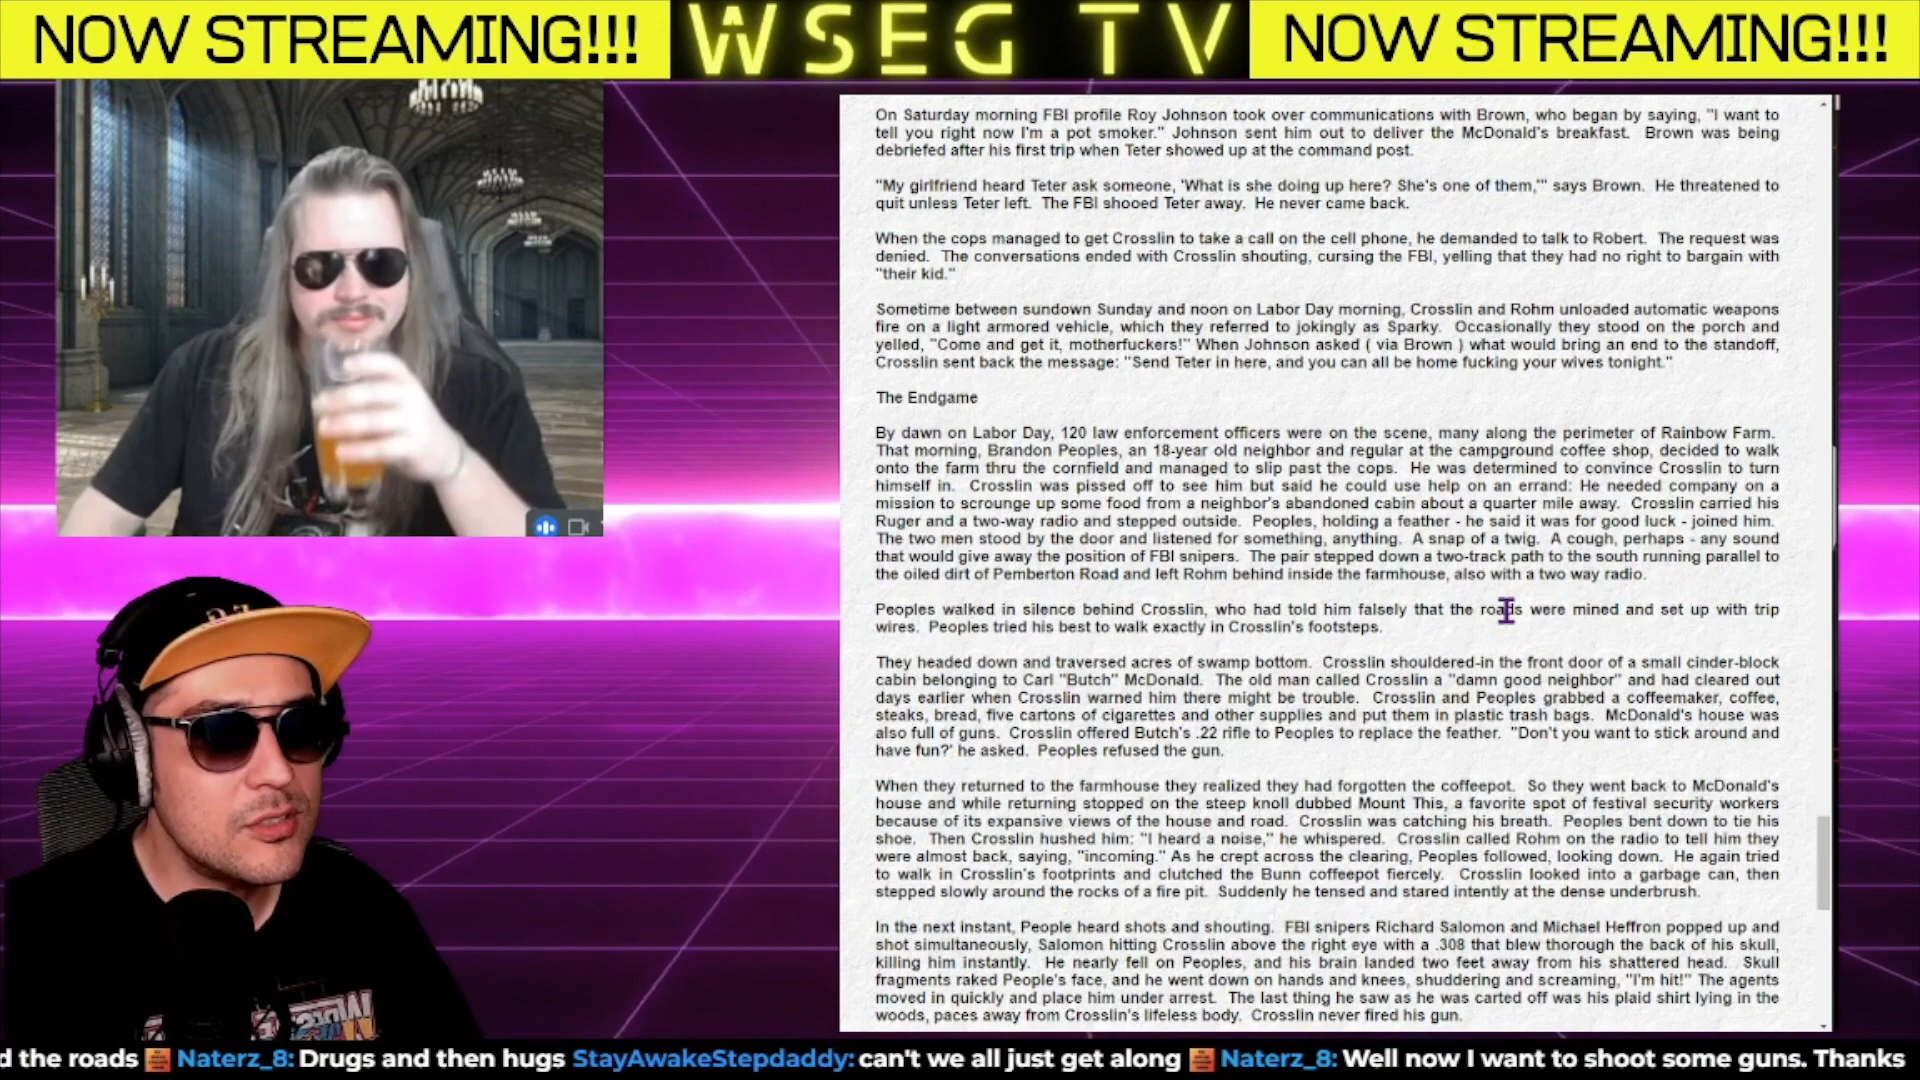 NOW STREAMING!!!
WSEG TV
NOW STREAMING!!!
On Saturday morning FBI profile Roy Johnson took over communications with Brown, who began by saying, "I want to
tell you right now I'm a pot smoker." Johnson sent him out to deliver the McDonald's breakfast. Brown was being
debriefed after his first trip when Teter showed up at the command post.
"My girlfriend heard Teter ask someone, 'What is she doing up here? She's one of them,'" says Brown. He threatened to
quit unless Teter left. The FBI shooed Teter away. He never came back.
When the cops managed to get Crosslin to take a call on the cell phone, he demanded to talk to Robert. The request was
denied. The conversations ended with Crosslin shouting, cursing the FBI, yelling that they had no right to bargain with
"their kid."
Sometime between sundown Sunday and noon on Labor Day morning, Crosslin and Rohm unloaded automatic weapons
fire on a light armored vehicle, which they referred to jokingly as Sparky. Occasionally they stood on the porch and
yelled, "Come and get it, motherfuckers!" When Johnson asked ( via Brown ) what would bring an end to the standoff,
Crosslin sent back the message: "Send Teter in here, and you can all be home fucking your wives tonight."
The Endgame
By dawn on Labor Day, 120 law enforcement officers were on the scene, many along the perimeter of Rainbow Farm.
That morning, Brandon Peoples, an 18-year old neighbor and regular at the campground coffee shop, decided to walk
onto the farm thru the cornfield and managed to slip past the cops. He was determined to convince Crosslin to turn
himself in. Crosslin was pissed off to see him but said he could use help on an errand: He needed company on a
mission to scrounge up some food from a neighbor's abandoned cabin about a quarter mile away. Crosslin carried his
Ruger and a two-way radio and stepped outside. Peoples, holding a feather - he said it was for good luck - joined him.
The two men stood by the door and listened for something, anything. A snap of a twig. A cough, perhaps - any sound
that would give away the position of FBI snipers. The pair stepped down a two-track path to the south running parallel to
the oiled dirt of Pemberton Road and left Rohm behind inside the farmhouse, also with a two way radio.
Peoples walked in silence behind Crosslin, who had told him falsely that the roads were mined and set up with trip
wires. Peoples tried his best to walk exactly in Crosslin's footsteps.
They headed down and traversed acres of swamp bottom. Crosslin shouldered-in the front door of a small cinder-block
cabin belonging to Carl "Butch" McDonald. The old man called Crosslin a "damn good neighbor" and had cleared out
days earlier when Crosslin warned him there might be trouble. Crosslin and Peoples grabbed a coffeemaker, coffee,
steaks, bread, five cartons of cigarettes and other supplies and put them in plastic trash bags. McDonald's house was
also full of guns. Crosslin offered Butch's .22 rifle to Peoples to replace the feather. "Don't you want to stick around and
have fun?' he asked. Peoples refused the gun.
When they returned to the farmhouse they realized they had forgotten the coffeepot. So they went back to McDonald's
house and while returning stopped on the steep knoll dubbed Mount This, a favorite spot of festival security workers
because of its expansive views of the house and road. Crosslin was catching his breath. Peoples bent down to tie his
shoe. Then Crosslin hushed him: "I heard a noise," he whispered. Crosslin called Rohm on the radio to tell him they
were almost back, saying, "incoming." As he crept across the clearing, Peoples followed, looking down. He again tried
to walk in Crosslin's footprints and clutched the Bunn coffeepot fiercely. Crosslin looked into a garbage can, then
stepped slowly around the rocks of a fire pit. Suddenly he tensed and stared intently at the dense underbrush.
In the next instant, People heard shots and shouting. FBI snipers Richard Salomon and Michael Heffron popped up and
shot simultaneously, Salomon hitting Crosslin above the right eye with a .308 that blew thorough the back of his skull,
killing him instantly. He nearly fell on Peoples, and his brain landed two feet away from his shattered head. Skull
fragments raked People's face, and he went down on hands and knees, shuddering and screaming, "I'm hit!" The agents
moved in quickly and place him under arrest. The last thing he saw as he was carted off was his plaid shirt lying in the
woods, paces away from Crosslin's lifeless body. Crosslin never fired his gun.
d the roads Naterz_8: Drugs and then hugs StayAwakeStepdaddy: can't we all just get along Naterz_8: Well now I want to shoot some guns. Thanks